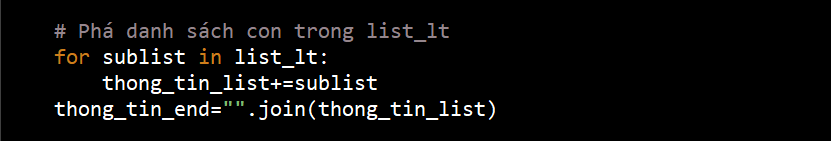 # Phá danh sách con trong list_lt
for sublist in list_lt:
    thong_tin_list+=sublist
thong_tin_end="".join(thong_tin_list)